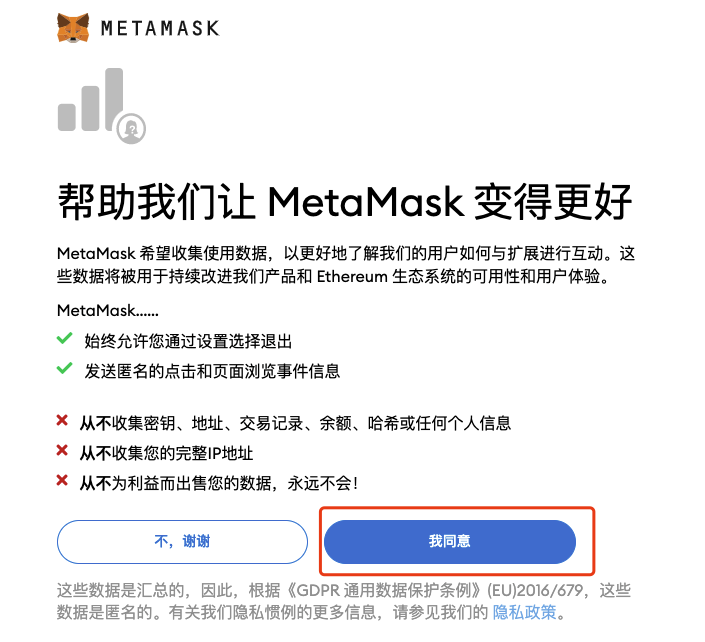 METAMASK
帮助我们让 MetaMask 变得更好
MetaMask 希望收集使用数据，以更好地了解我们的用户如何与扩展进行互动。这
些数据将被用于持续改进我们产品和 Ethereum 生态系统的可用性和用户体验。
MetaMask......
始终允许您通过设置选择退出
发送匿名的点击和页面浏览事件信息
从不收集密钥、地址、交易记录、余额、哈希或任何个人信息
从不收集您的完整IP地址
从不为利益而出售您的数据，永远不会！
不，谢谢
我同意
这些数据是汇总的，因此，根据《GDPR 通用数据保护条例》(EU)2016/679，这些
数据是匿名的。有关我们隐私惯例的更多信息，请参见我们的 隐私政策。